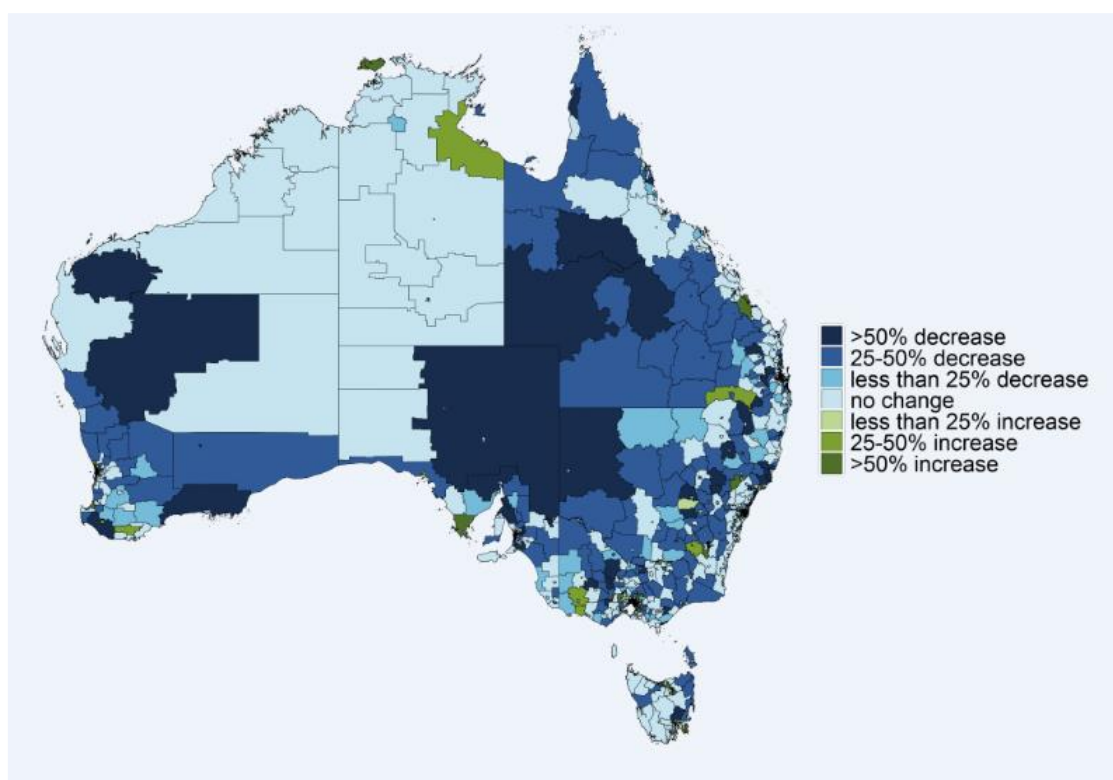 >50% decrease
25-50% decrease
less than 25% decrease
no change
less than 25% increase
25-50% increase
>50% increase